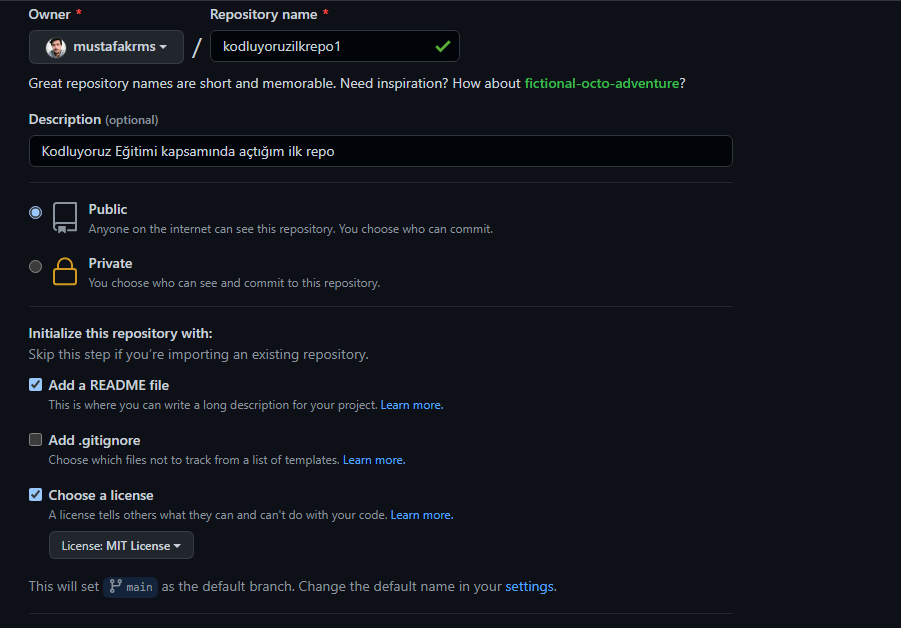 Owner * Repository name *
mustafakrms / kodluyoruzilkrepo1
Great repository names are short and memorable. Need inspiration? How about fictional-octo-adventure?
Description (optional)
Kodluyoruz Eğitimi kapsamında açtığım ilk repo
Public
Anyone on the internet can see this repository. You choose who can commit.
Private
You choose who can see and commit to this repository.
Initialize this repository with:
Skip this step if you're importing an existing repository.
Add a README file
This is where you can write a long description for your project. Learn more.
Add .gitignore
Choose which files not to track from a list of templates. Learn more.
Choose a license
A license tells others what they can and can't do with your code. Learn more.
License: MIT License
This will set main as the default branch. Change the default name in your settings.